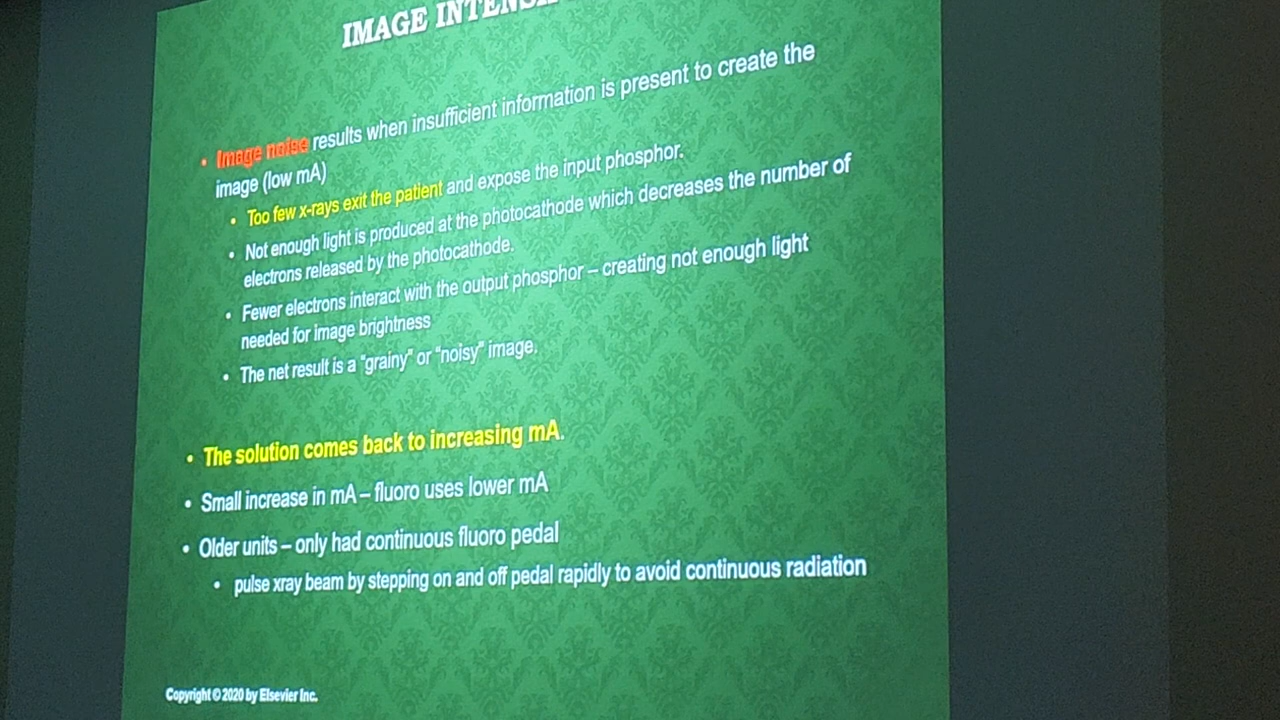 IMAGE
• Image noise results when insufficient information is present to create the
image (low mA)
• Too few x-rays exit the patient and expose the input phosphor.
• Not enough light is produced at the photocathode which decreases the number of
electrons released by the photocathode.
• Fewer electrons interact with the output phosphor – creating not enough light
needed for image brightness
• The net result is a "grainy" or "noisy" image.
• The solution comes back to increasing mA.
• Small increase in mA – fluoro uses lower mA
• Older units – only had continuous fluoro pedal
• pulse xray beam by stepping on and off pedal rapidly to avoid continuous radiation
Copyright © 2020 by Elsevier Inc.